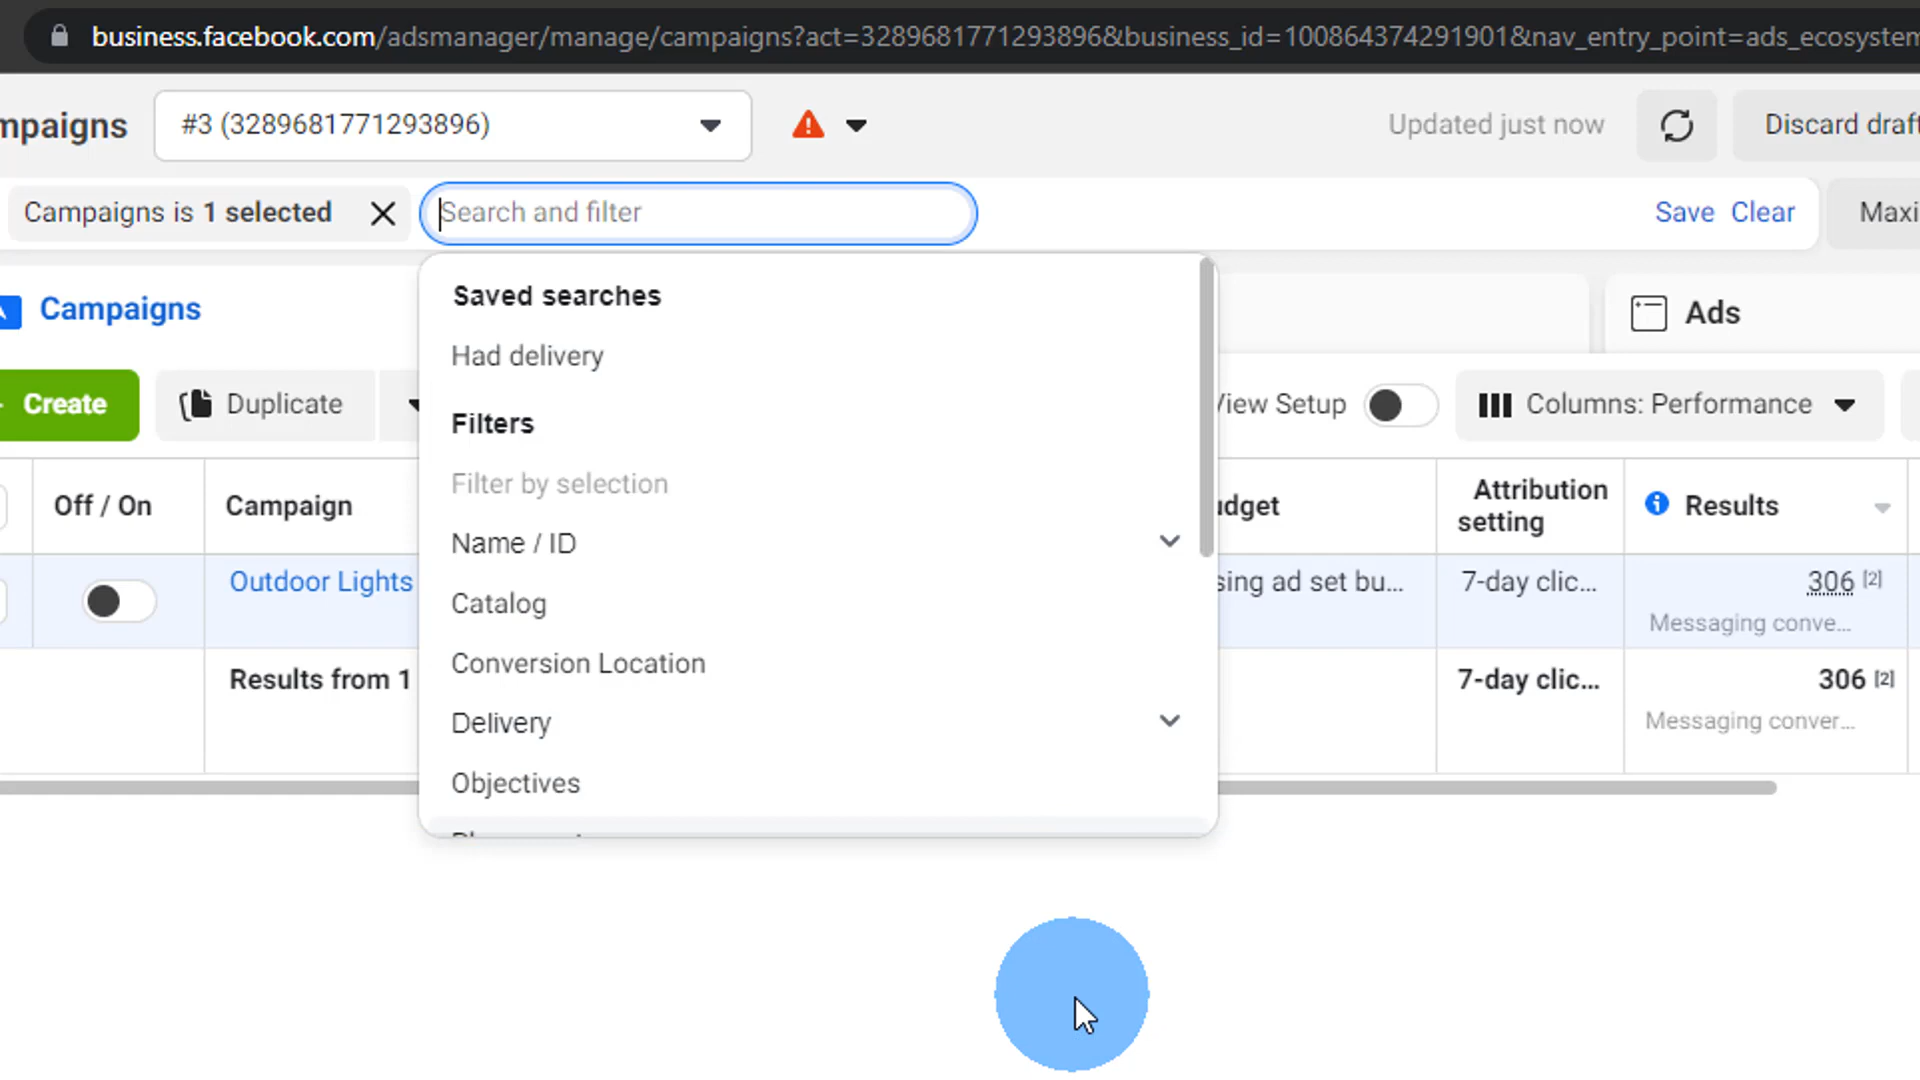 business.facebook.com/adsmanager/manage/campaigns?act=3289681771293896&business_id=100864374291901&nav_entry_point=ads_ecosystem
mpaigns
#3 (3289681771293896)
Updated just now
Discard draft
Campaigns is 1 selected
Search and filter
Save
Clear
Maxi
Campaigns
Saved searches
Had delivery
Filters
Filter by selection
Name / ID
Catalog
Conversion Location
Delivery
Objectives
Ads
Create
Duplicate
View Setup
Columns: Performance
Off / On
Campaign
udget
Attribution
setting
Results
Outdoor Lights
sing ad set bu...
7-day clic...
306 [2]
Messaging conve...
Results from 1
7-day clic...
306 [2]
Messaging conver...